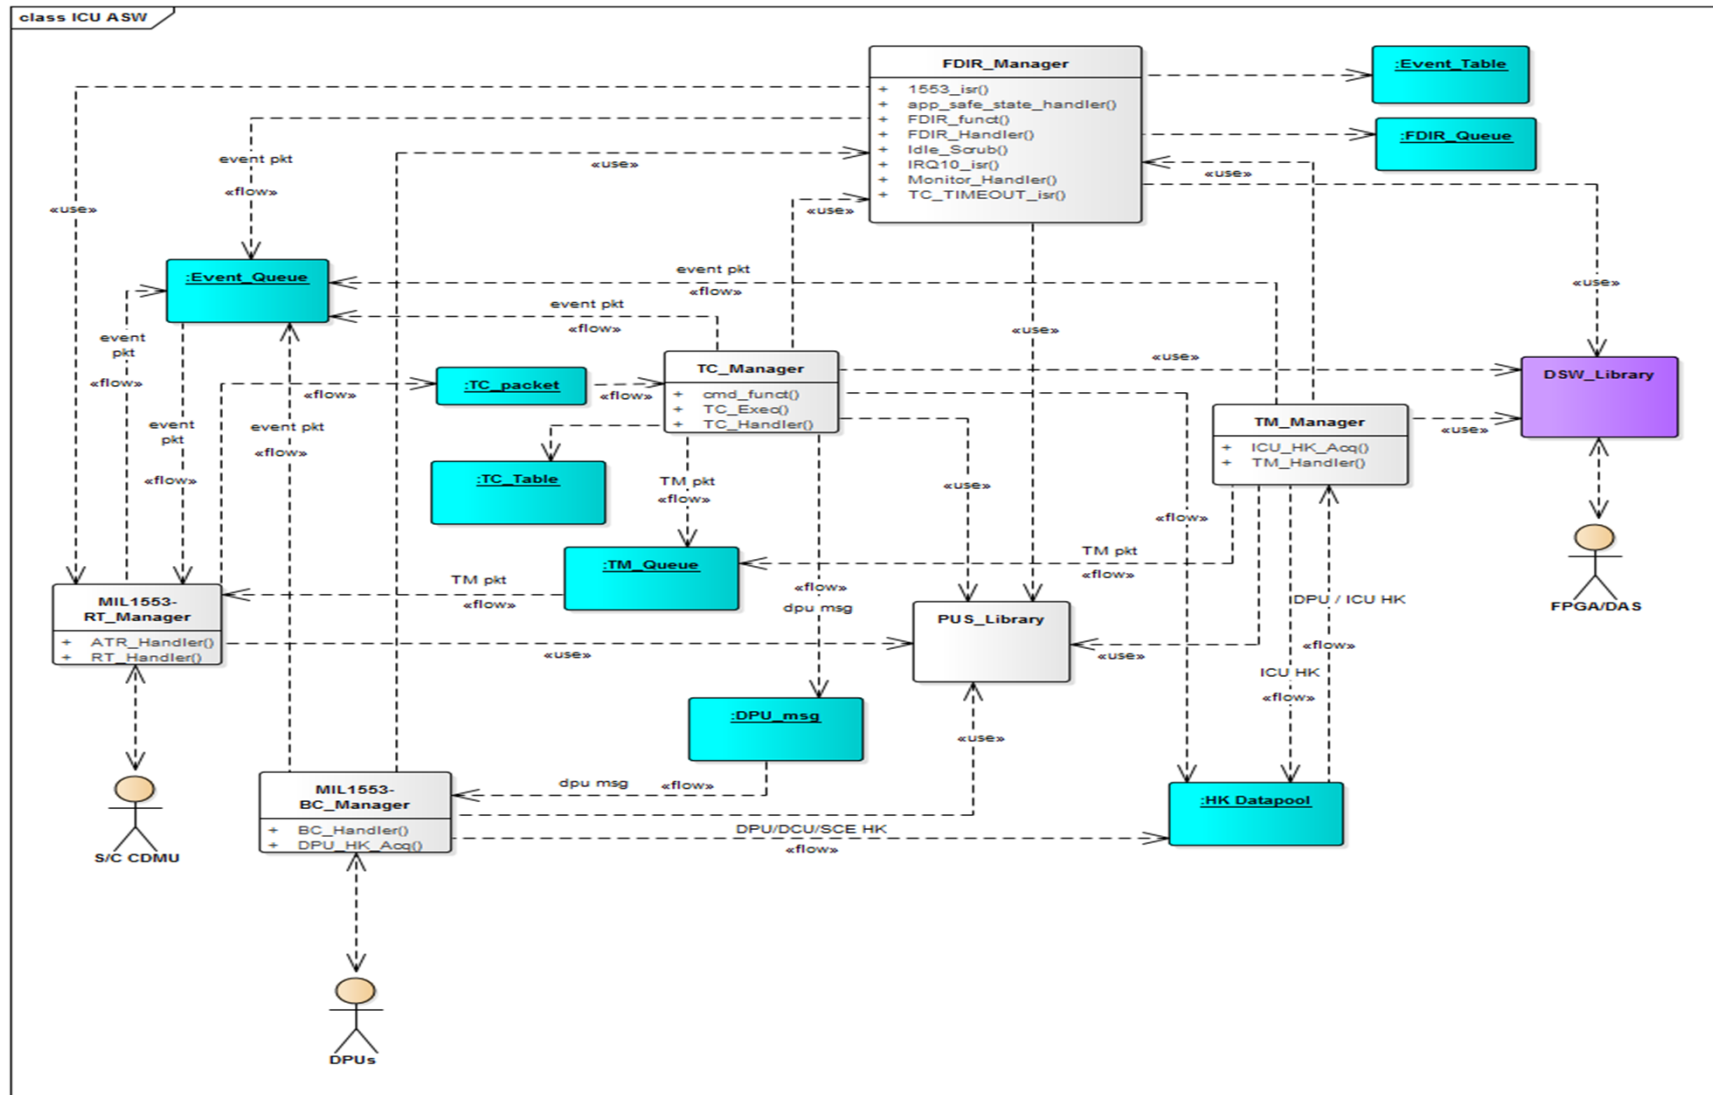 class ICU ASW
FDIR_Manager
+ 1553_isr()
+ app_safe_state_handler()
+ FDIR_funct()
+ FDIR_Handler()
+ Idle_Scrub()
+ IRQ10_isr()
+ Monitor_Handler()
+ TC_TIMEOUT_isr()
:Event_Table
:FDIR_Queue
event pkt
«flow»
«use»
«use»
«use»
«use»
«use»
:Event_Queue
event pkt
«flow»
event pkt
«flow»
«use»
«use»
event
pkt
«flow»
event
pkt
«flow»
event pkt
«flow»
:TC_packet
«flow»
«flow»
TC_Manager
+ cmd_funct()
+ TC_Exec()
+ TC_Handler()
«use»
DSW_Library
TM_Manager
+ ICU_HK_Acq()
+ TM_Handler()
«use»
:TC_Table
TM pkt
«flow»
«use»
«flow»
:TM_Queue
TM pkt
«flow»
TM pkt
«flow»
«flow»
dpu msg
FPGA/DAS
MIL1553-
RT_Manager
+ ATR_Handler()
+ RT_Handler()
«use»
PUS_Library
«use»
DPU / ICU HK
«flow»
ICU HK
«flow»
:DPU_msg
«use»
dpu msg
«flow»
MIL1553-
BC_Manager
+ BC_Handler()
+ DPU_HK_Acq()
DPU/DCU/SCE HK
«flow»
:HK Datapool
S/C CDMU
DPUs